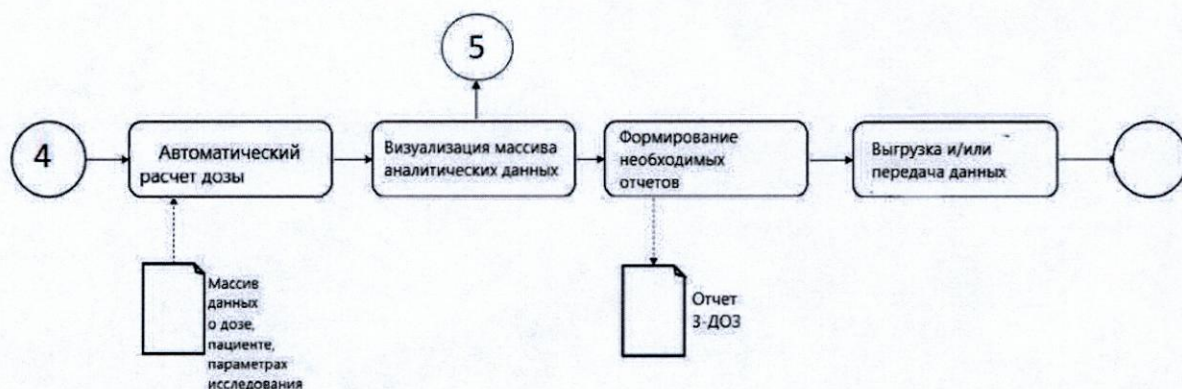 5
4
Автоматический
расчет дозы
Визуализация массива
аналитических данных
Формирование
необходимых
отчетов
Выгрузка и/или
передача данных
Массив
данных
о дозе,
пациенте,
параметрах
исследования
Отчет
3-ДОЗ